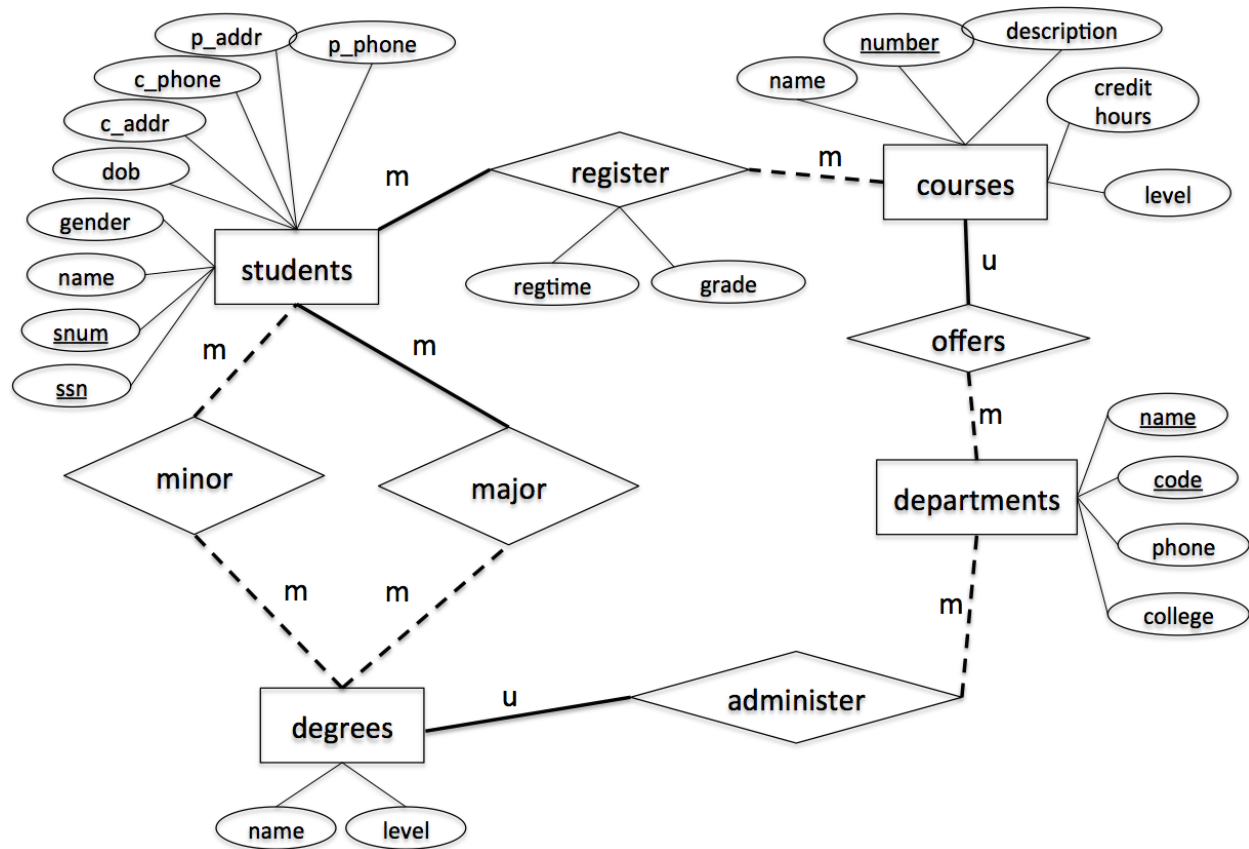 p_addr
p_phone
c_phone
c_addr
dob
gender
name
snum
ssn
students
m
register
m
regtime
grade
number
description
name
credit
hours
courses
level
u
offers
m
name
code
departments
phone
college
m
m
m
minor
major
m
m
degrees
u
administer
name
level